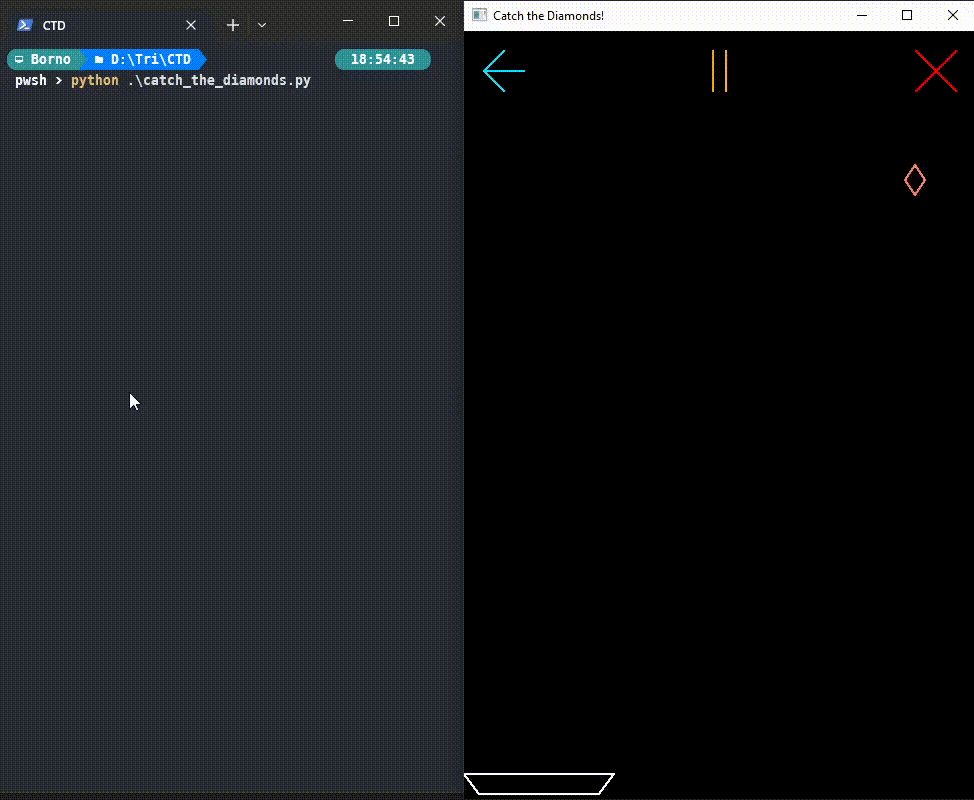 CTD
Catch the Diamonds!
Borno D:\Tri\CTD 18:54:43
pwsh > python .\catch_the_diamonds.py